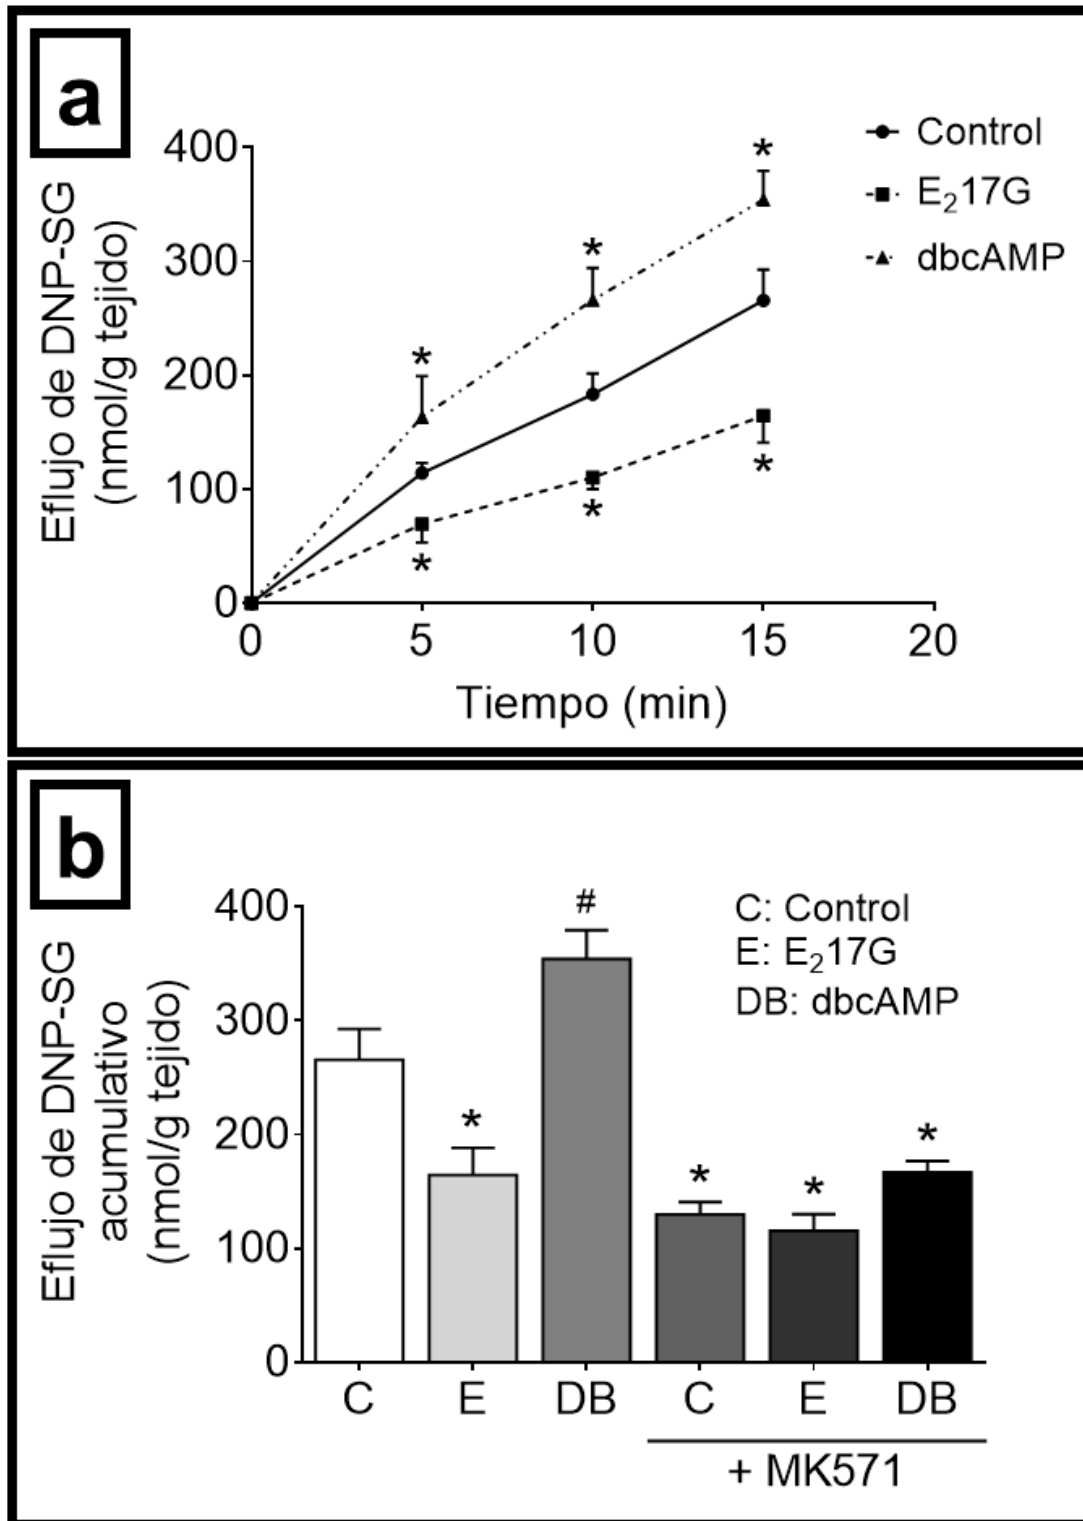 a
Eflujo de DNP-SG
(nmol/g tejido)
400
300
200
100
0
0 5 10 15 20
Tiempo (min)
* * *
* * *
Control
E₂17G
dbcAMP
b
Eflujo de DNP-SG
acumulativo
(nmol/g tejido)
400
300
200
100
0
* # * * *
C: Control
E: E₂17G
DB: dbcAMP
C E DB C E DB
+ MK571